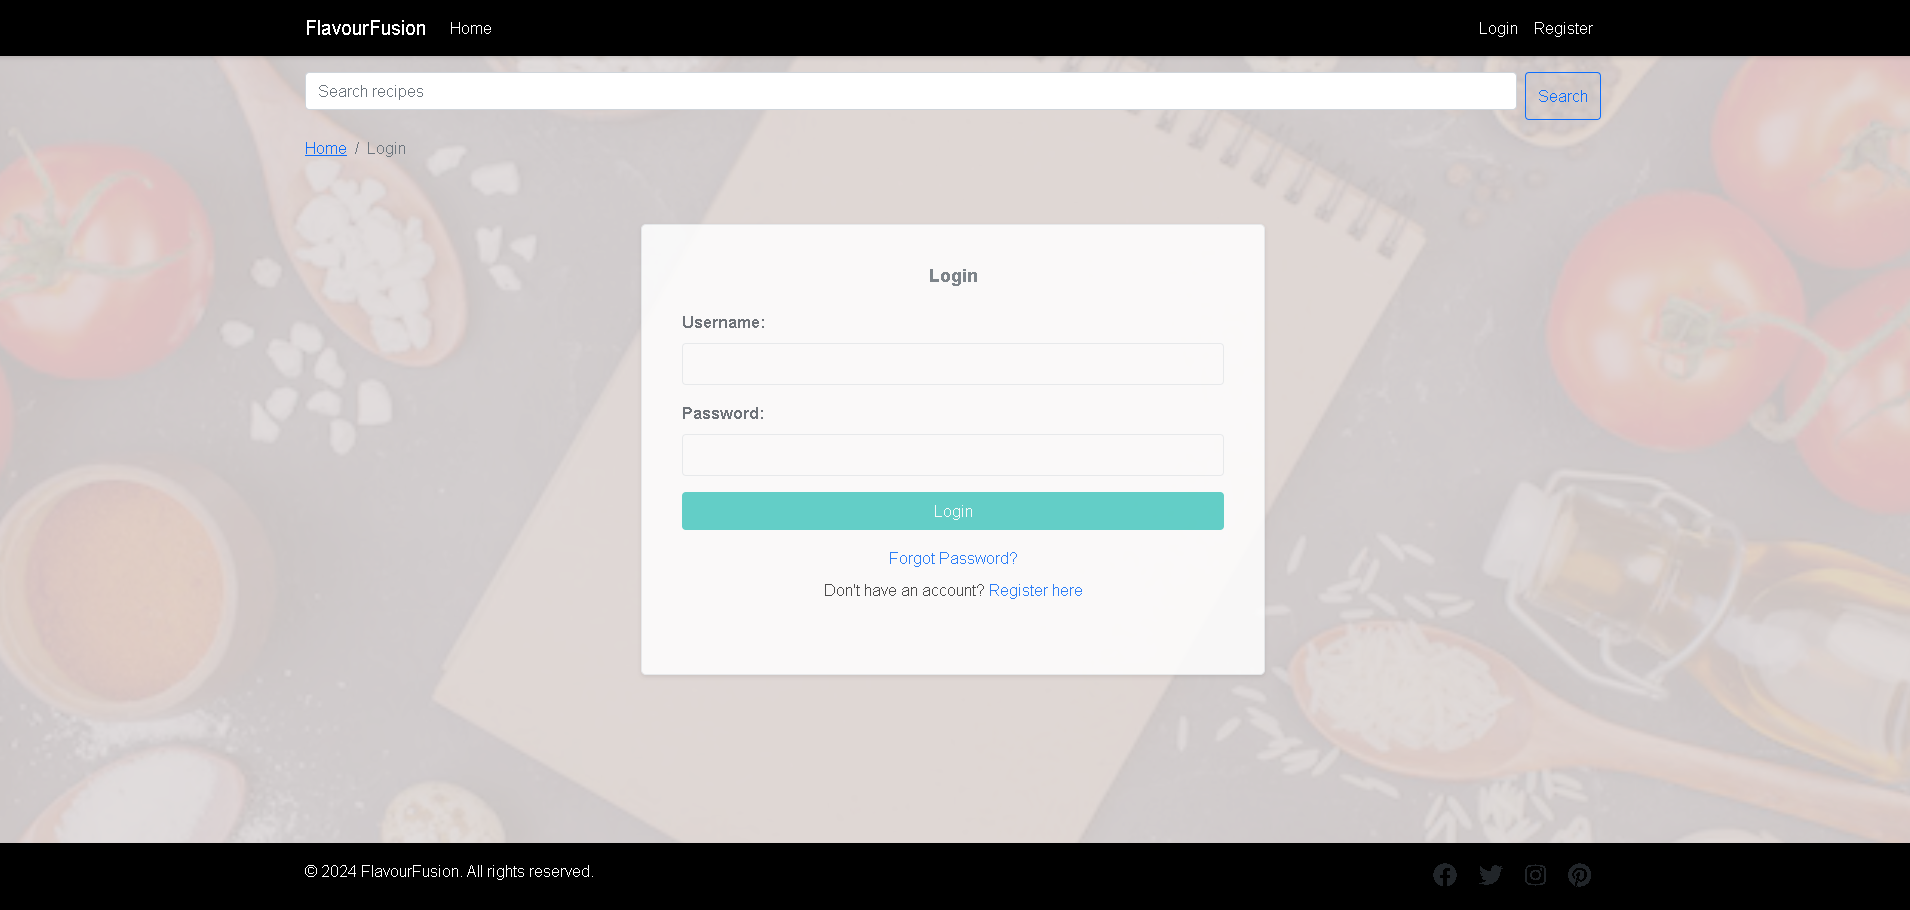 FlavourFusion Home Login Register
Search recipes Search
Home / Login
Login
Username:
Password:
Login
Forgot Password?
Don't have an account? Register here
© 2024 FlavourFusion. All rights reserved.